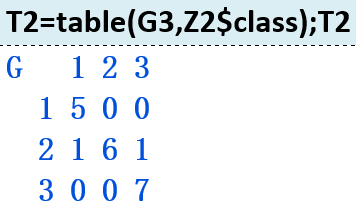 T2=table(G3,Z2$class);T2
G 1 2 3
1 5 0 0
2 1 6 1
3 0 0 7